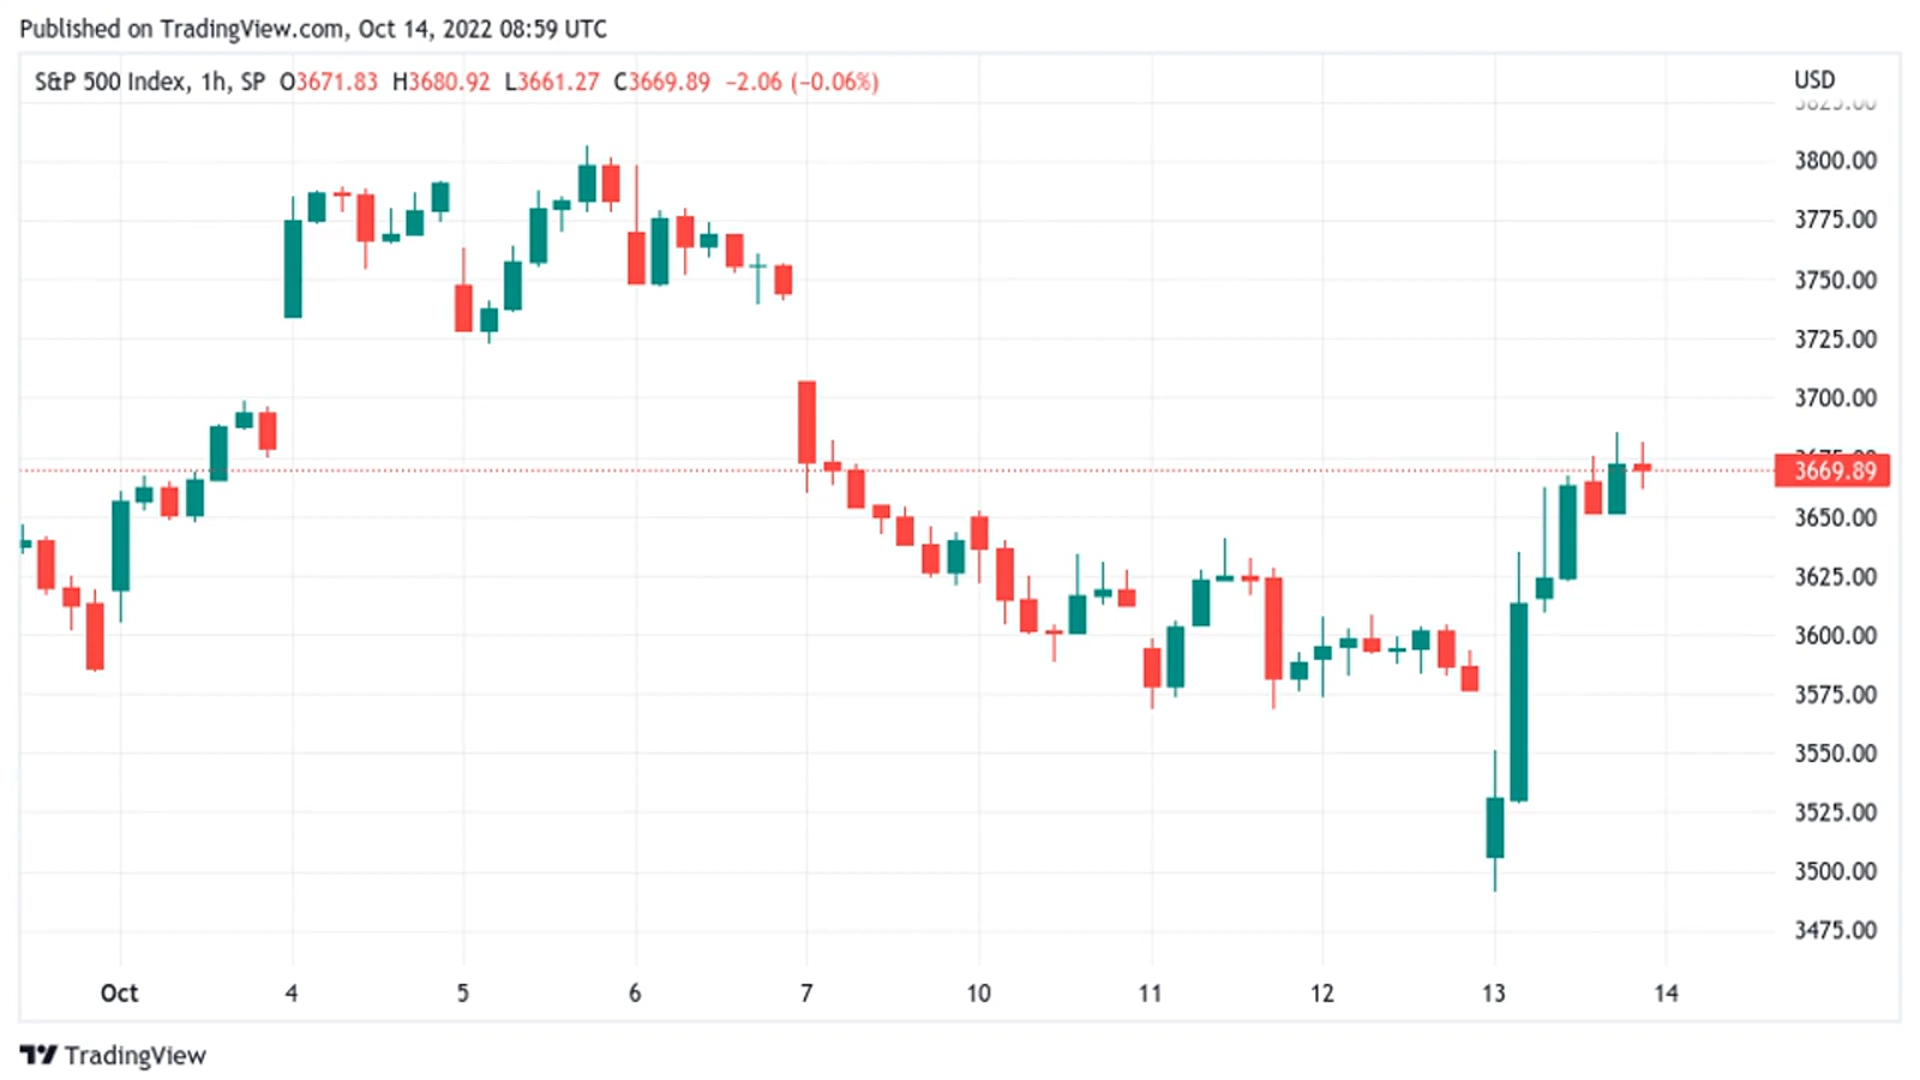 Published on TradingView.com, Oct 14, 2022 08:59 UTC
S&P 500 Index, 1h, SP O3671.83 H3680.92 L3661.27 C3669.89 −2.06 (−0.06%)
USD
3800.00
3775.00
3750.00
3725.00
3700.00
3669.89
3650.00
3625.00
3600.00
3575.00
3550.00
3525.00
3500.00
3475.00
Oct 4 5 6 7 10 11 12 13 14
TradingView